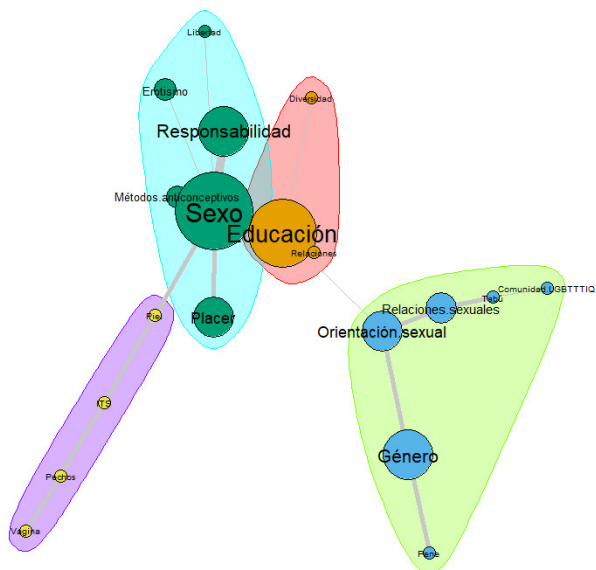 Libertad
Erotismo
Diversidad
Responsabilidad
Métodos.anticonceptivos
Sexo
Educación
Relaciones
Comunidad.LGBTTTIQ
Tabú
Relaciones.sexuales
Placer
Piel
Orientación.sexual
ITS
Género
Pechos
Vagina
Pene